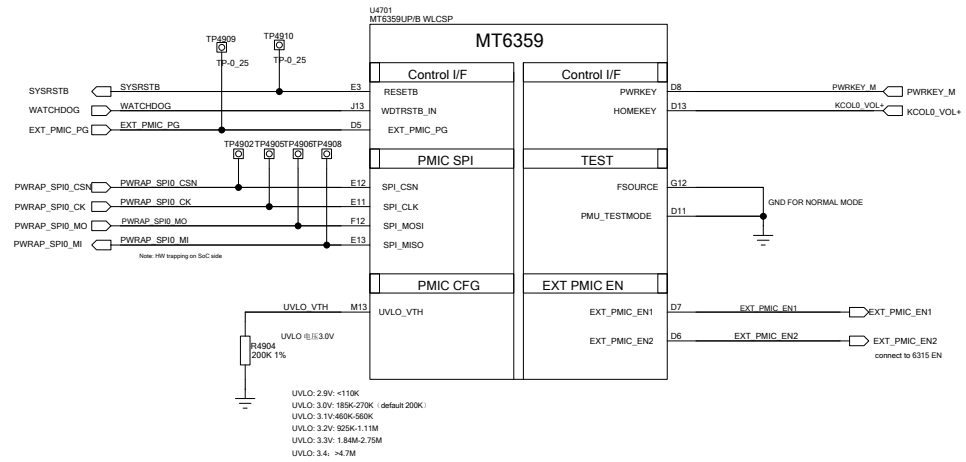 U4701
MT6359UP/B WLCSP
MT6359
TP4909
TP4910
TP-0_25
TP-0_25
Control I/F
Control I/F
SYSRSTB
SYSRSTB
E3
RESETB
WATCHDOG
WATCHDOG
J13
WDTRSTB_IN
EXT_PMIC_PG
EXT_PMIC_PG
D5
EXT_PMIC_PG
PWRKEY
D8
PWRKEY_M
PWRKEY_M
HOMEKEY
D13
KCOL0_VOL+
KCOL0_VOL+
TP4902
TP4905
TP4906
TP4908
PMIC SPI
TEST
PWRAP_SPI0_CSN
PWRAP_SPI0_CSN
E12
SPI_CSN
PWRAP_SPI0_CK
PWRAP_SPI0_CK
E11
SPI_CLK
PWRAP_SPI0_MO
PWRAP_SPI0_MO
F12
SPI_MOSI
PWRAP_SPI0_MI
PWRAP_SPI0_MI
E13
SPI_MISO
Note: HW trapping on SoC side
FSOURCE
G12
GND FOR NORMAL MODE
PMU_TESTMODE
D11
PMIC CFG
EXT PMIC EN
UVLO_VTH
M13
UVLO_VTH
UVLO 电压3.0V
R4904
200K 1%
EXT_PMIC_EN1
D7
EXT_PMIC_EN1
EXT_PMIC_EN1
EXT_PMIC_EN2
D6
EXT_PMIC_EN2
EXT_PMIC_EN2
connect to 6315 EN
UVLO: 2.9V: <110K
UVLO: 3.0V: 185K-270K（default 200K）
UVLO: 3.1V:460K-560K
UVLO: 3.2V: 925K-1.11M
UVLO: 3.3V: 1.84M-2.75M
UVLO: 3.4：>4.7M